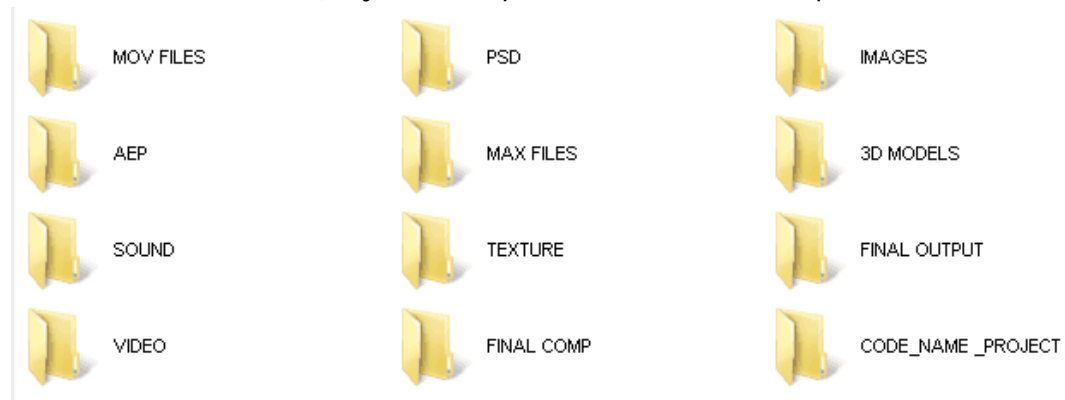 MOV FILES
PSD
IMAGES
AEP
MAX FILES
3D MODELS
SOUND
TEXTURE
FINAL OUTPUT
VIDEO
FINAL COMP
CODE_NAME _PROJECT